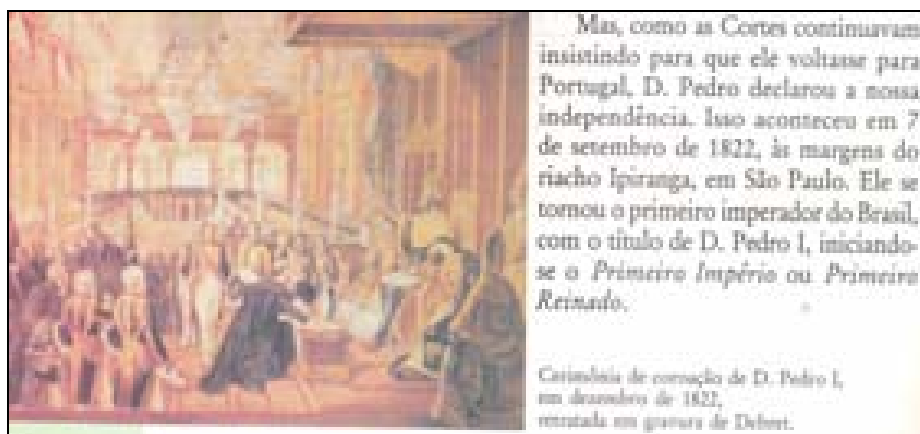 Mas, como as Cortes continuavam
insistindo para que ele voltasse para
Portugal, D. Pedro declarou a nossa
independência. Isso aconteceu em 7
de setembro de 1822, às margens do
riacho Ipiranga, em São Paulo. Ele se
tornou o primeiro imperador do Brasil,
com o título de D. Pedro I, iniciando-
se o Primeiro Império ou Primeiro
Reinado.
Cerimônia de coroação de D. Pedro I,
em dezembro de 1822,
retratada em gravura de Debret.